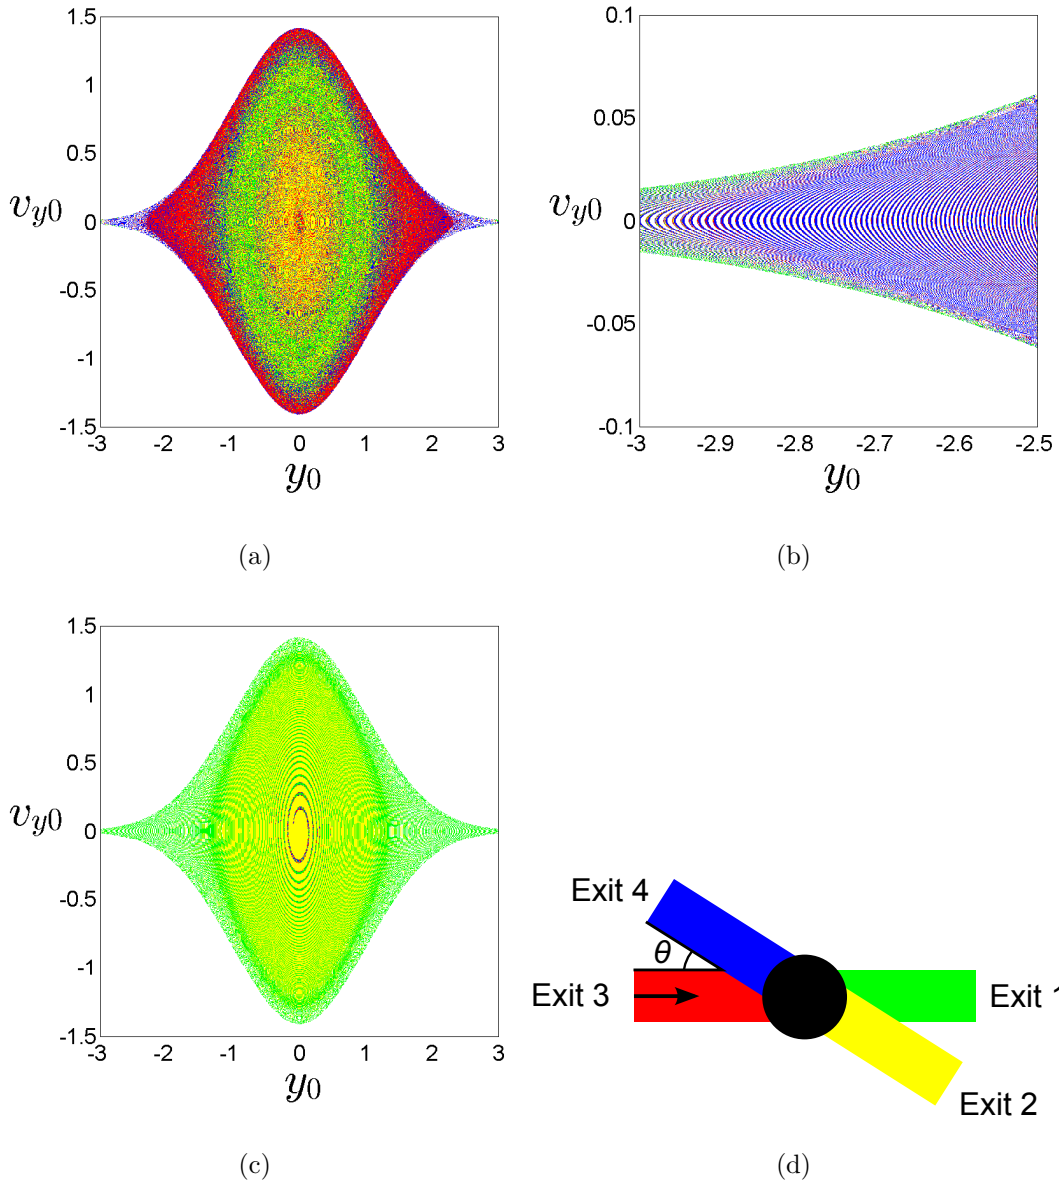 1.5
1
0.5
0
-0.5
-1
-1.5
v_{y0}
-3 -2 -1 0 1 2 3
y_0
(a)
0.1
0.05
0
-0.05
-0.1
v_{y0}
-3 -2.9 -2.8 -2.7 -2.6 -2.5
y_0
(b)
1.5
1
0.5
0
-0.5
-1
-1.5
v_{y0}
-3 -2 -1 0 1 2 3
y_0
(c)
Exit 4
θ
Exit 3
Exit 1
Exit 2
(d)